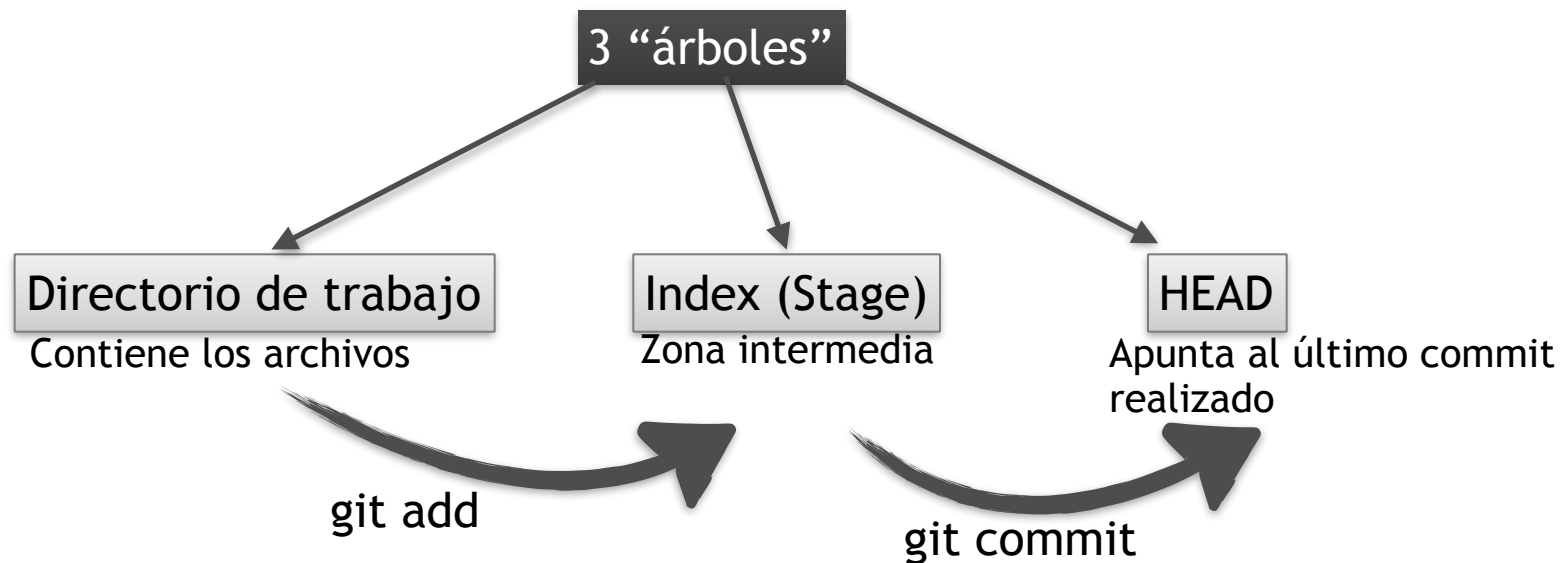 3 “árboles”
Directorio de trabajo
Index (Stage)
HEAD
Contiene los archivos
Zona intermedia
Apunta al último commit
realizado
git add
git commit